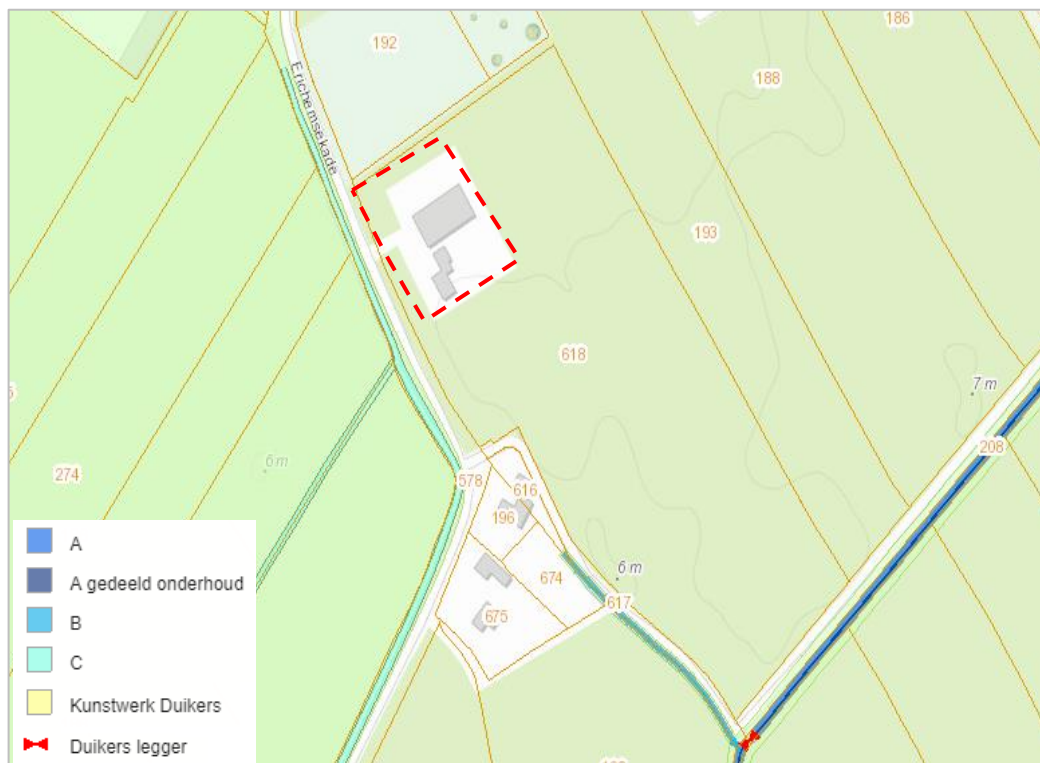 186
192
188
Erichemsekade
193
618
7 m
208
274
6 m
578
616
196
6 m
674
617
675
A
A gedeeld onderhoud
B
C
Kunstwerk Duikers
Duikers legger